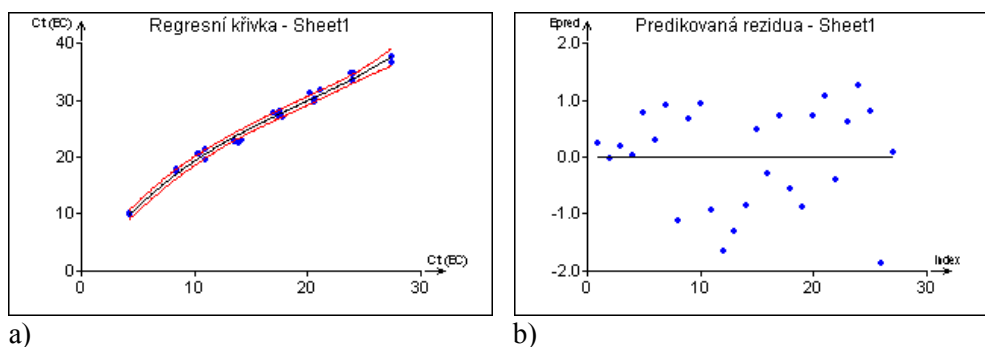 Ct (EC)
Regresní křivka - Sheet1
40
30
20
10
0
0 10 20 30
Ct (EC)
a)
Epred
Predikovaná rezidua - Sheet1
2.0
1.0
0.0
-1.0
-2.0
0 10 20 30
Index
b)